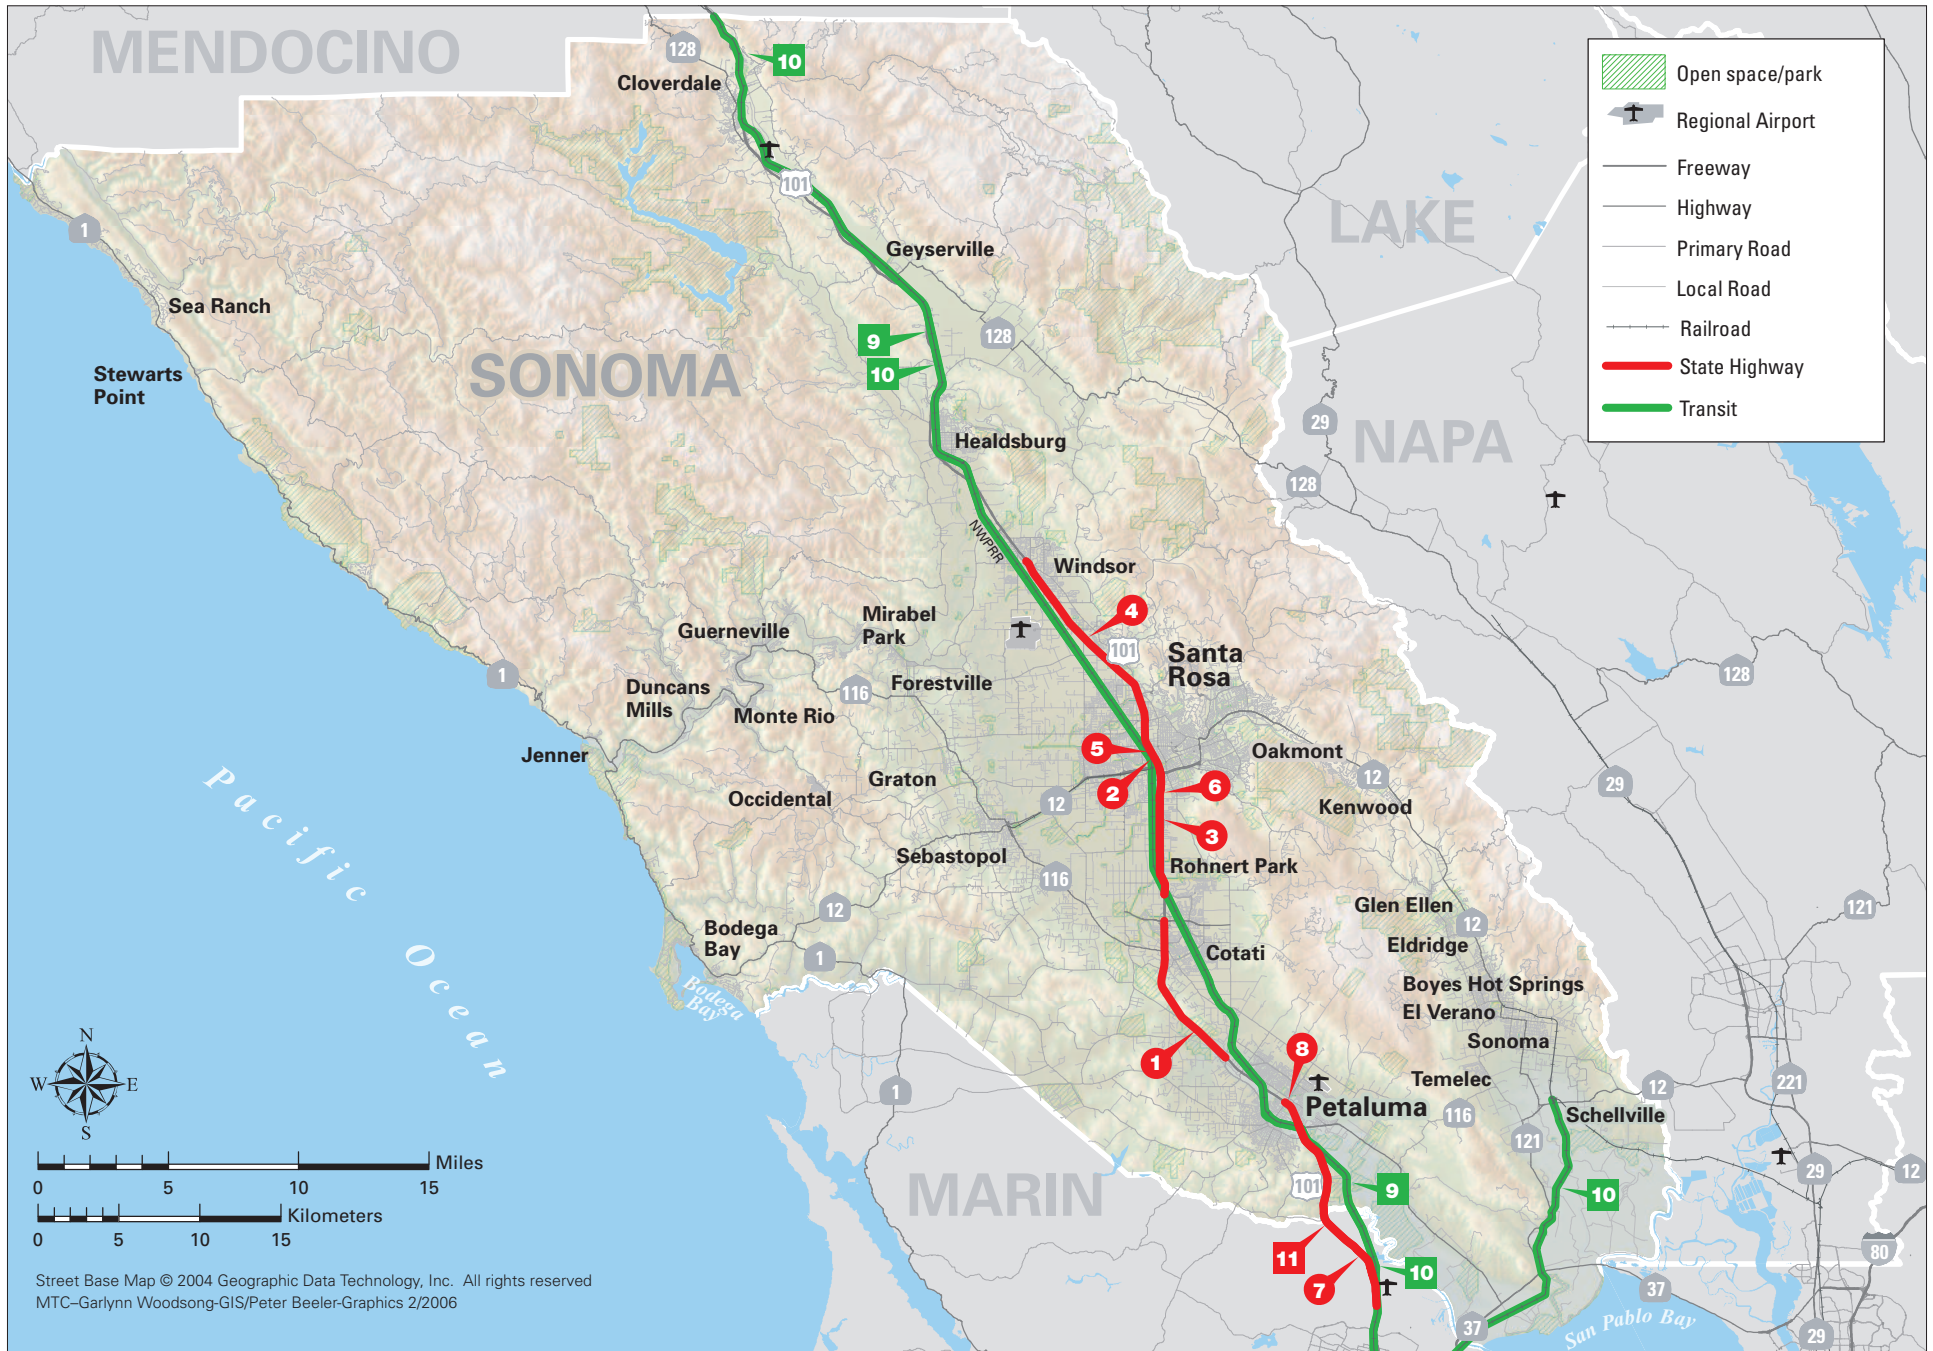 MENDOCINO
128
10
Cloverdale
101
LAKE
1
Geyserville
Sea Ranch
128
9
SONOMA
10
Stewarts
Point
29
NAPA
Healdsburg
128
NWPRR
Windsor
4
Mirabel
Park
Guerneville
101
Santa
Rosa
1
Duncans
Mills
116
Forestville
128
Monte Rio
5
Oakmont
Jenner
Graton
2
6
12
29
Occidental
12
Kenwood
3
Sebastopol
Rohnert Park
116
Pacific Ocean
12
Glen Ellen
121
12
Bodega
Bay
Eldridge
1
Cotati
Bodega
Bay
Boyes Hot Springs
El Verano
Sonoma
8
1
Temelec
12
221
1
Petaluma
116
Schellville
121
29
12
MARIN
101
9
10
11
10
7
80
37
37
San Pablo Bay
29
Open space/park
Regional Airport
Freeway
Highway
Primary Road
Local Road
Railroad
State Highway
Transit
N
W E
S
Miles
0 5 10 15
Kilometers
0 5 10 15
Street Base Map © 2004 Geographic Data Technology, Inc. All rights reserved
MTC–Garlynn Woodsong-GIS/Peter Beeler-Graphics 2/2006